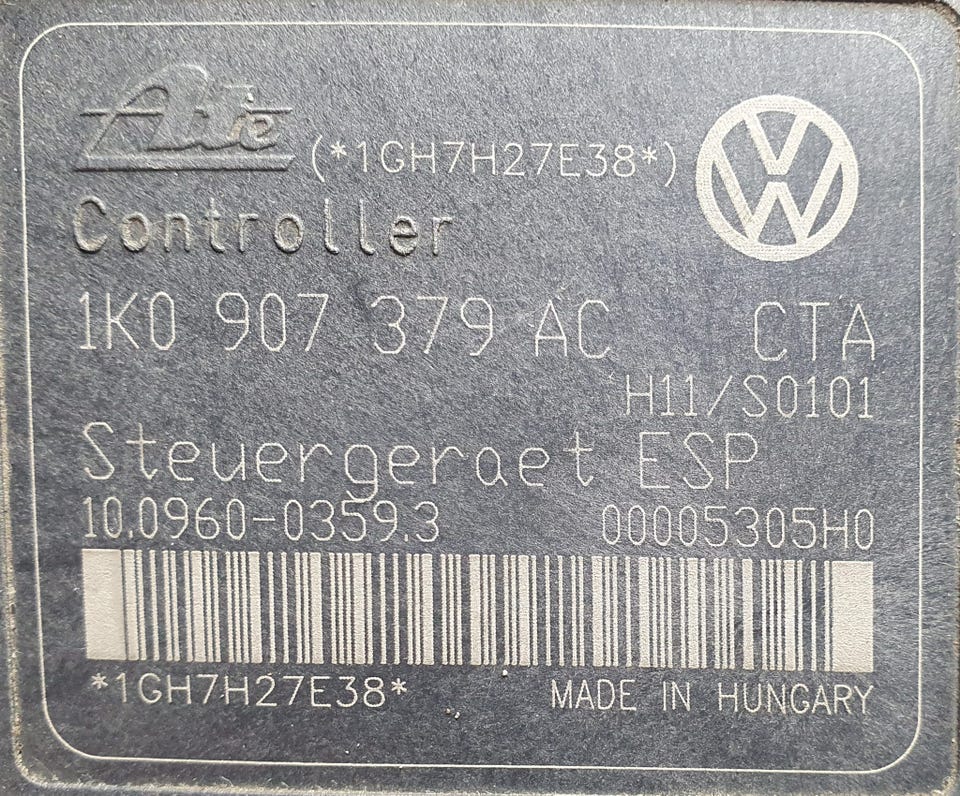 Ate (*1GH7H27E38*) VW
Controller
1K0 907 379 AC CTA
H11/S0101
Steuergeraet ESP
10.0960-0359.3 00005305H0
*1GH7H27E38* MADE IN HUNGARY